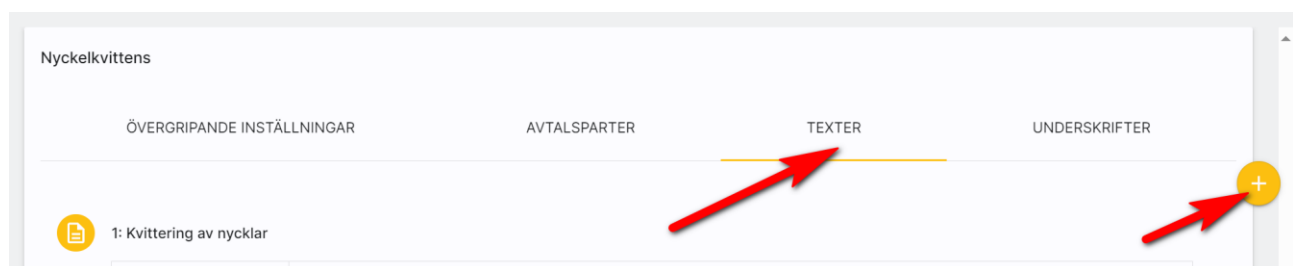 Nyckelkvittens
ÖVERGRIPANDE INSTÄLLNINGAR AVTALSPARTER TEXTER UNDERSKRIFTER
1: Kvittering av nycklar